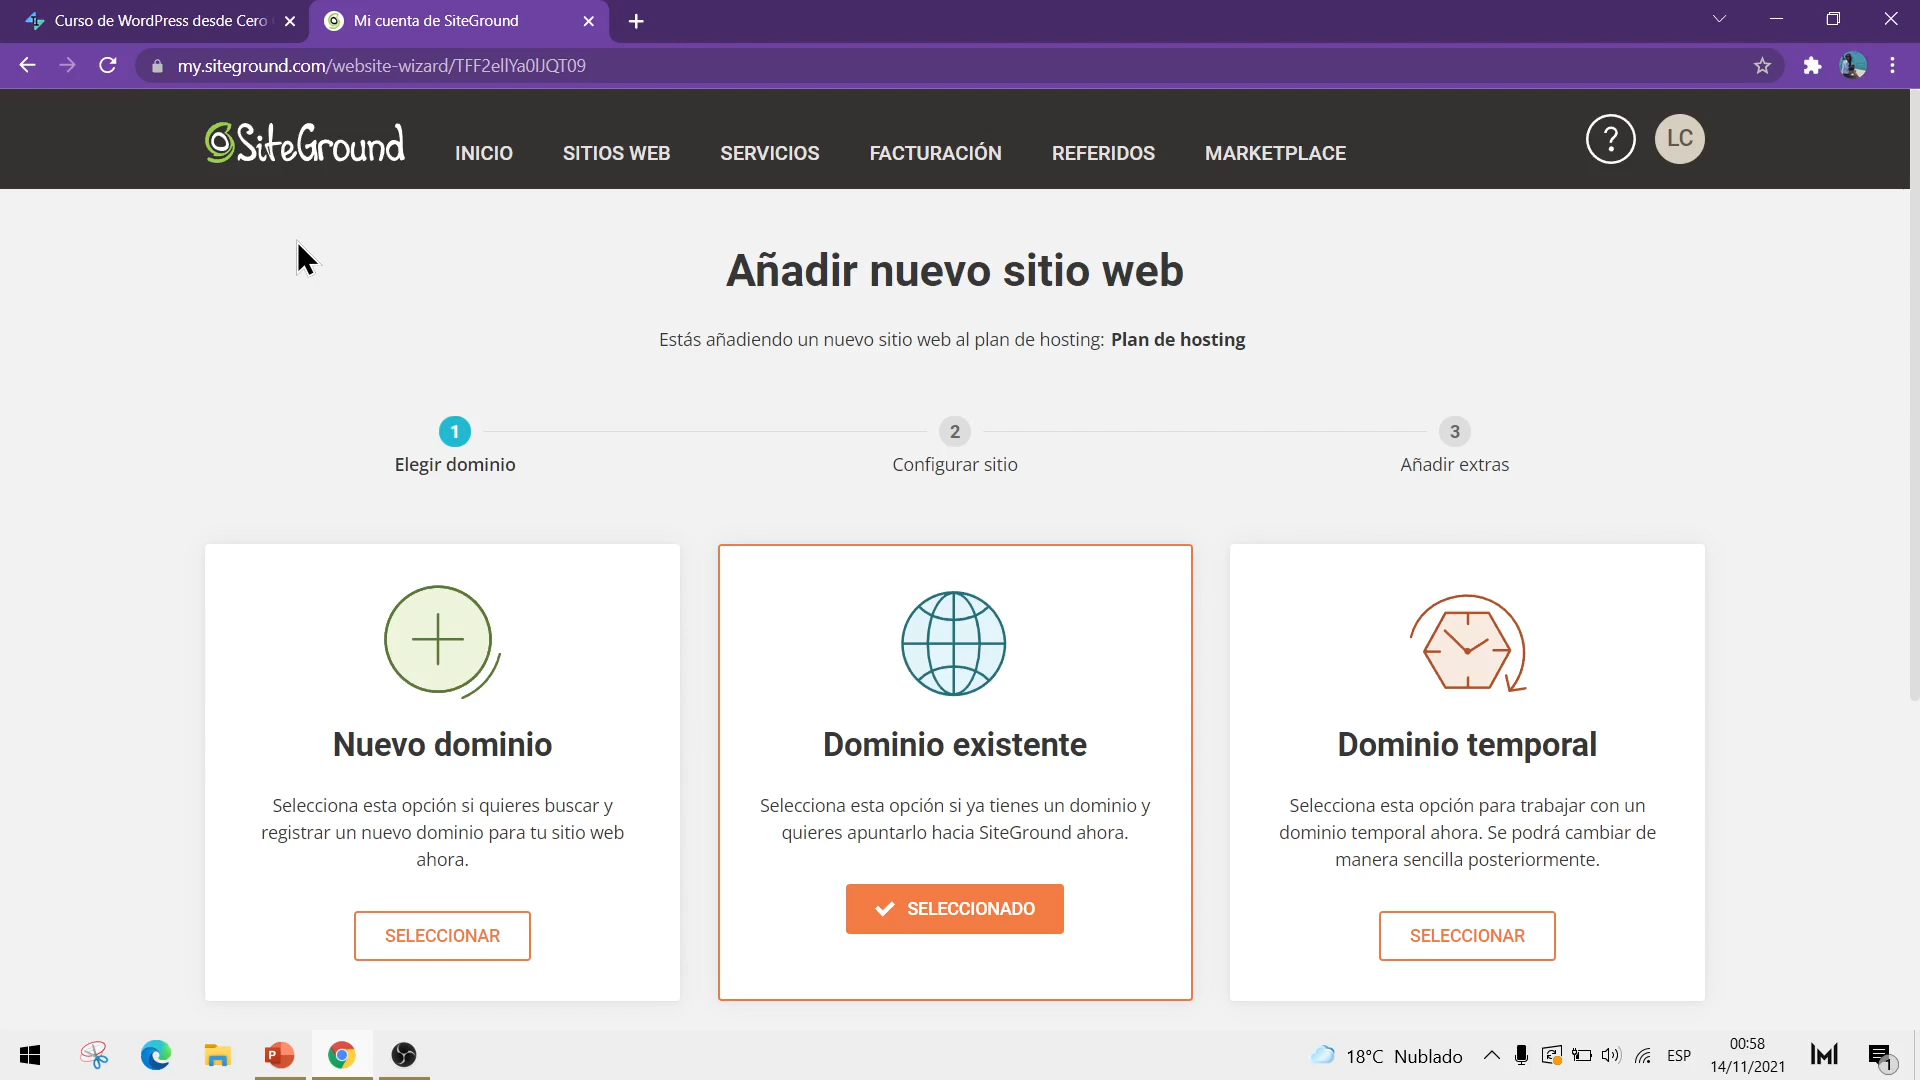 Curso de WordPress desde Cero
Mi cuenta de SiteGround
my.siteground.com/website-wizard/TFF2ellYa0lJQT09
SiteGround
INICIO
SITIOS WEB
SERVICIOS
FACTURACIÓN
REFERIDOS
MARKETPLACE
?
LC
Añadir nuevo sitio web
Estás añadiendo un nuevo sitio web al plan de hosting: Plan de hosting
1
2
3
Elegir dominio
Configurar sitio
Añadir extras
Nuevo dominio
Selecciona esta opción si quieres buscar y
registrar un nuevo dominio para tu sitio web
ahora.
SELECCIONAR
Dominio existente
Selecciona esta opción si ya tienes un dominio y
quieres apuntarlo hacia SiteGround ahora.
SELECCIONADO
Dominio temporal
Selecciona esta opción para trabajar con un
dominio temporal ahora. Se podrá cambiar de
manera sencilla posteriormente.
SELECCIONAR
18°C Nublado
ESP
00:58
14/11/2021
1